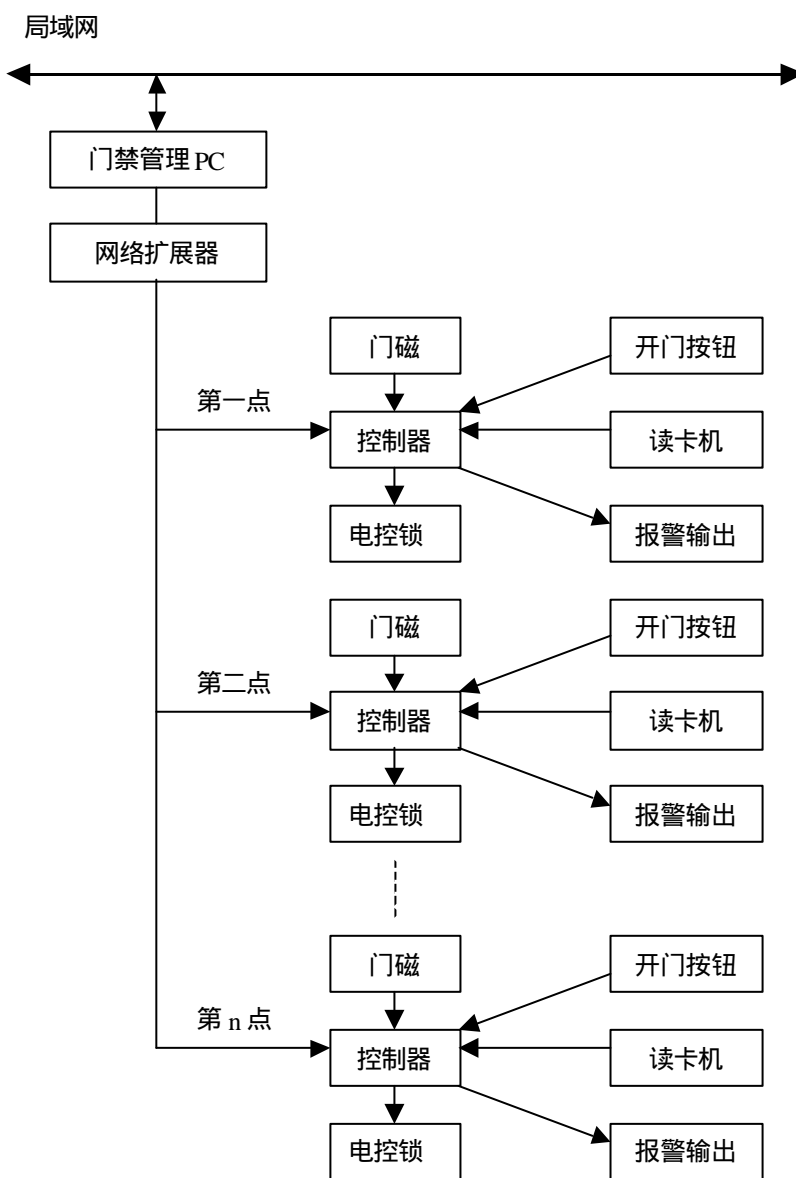 局域网
门禁管理 PC
网络扩展器
门磁
开门按钮
第一点
控制器
读卡机
电控锁
报警输出
门磁
开门按钮
第二点
控制器
读卡机
电控锁
报警输出
门磁
开门按钮
第 n 点
控制器
读卡机
电控锁
报警输出